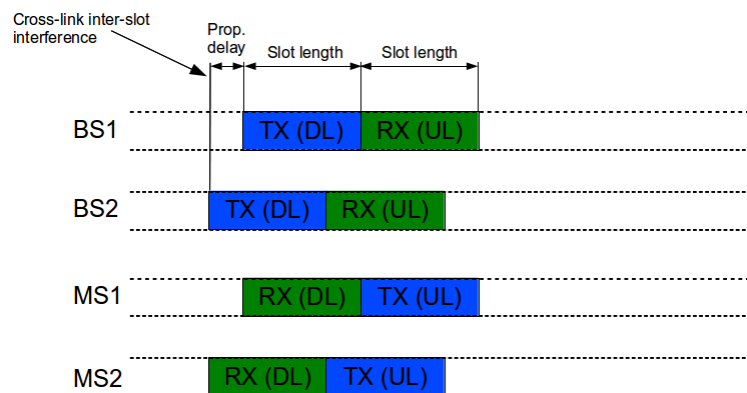 Cross-link inter-slot
interference
Prop.
delay
Slot length
Slot length
BS1
TX (DL)
RX (UL)
BS2
TX (DL)
RX (UL)
MS1
RX (DL)
TX (UL)
MS2
RX (DL)
TX (UL)